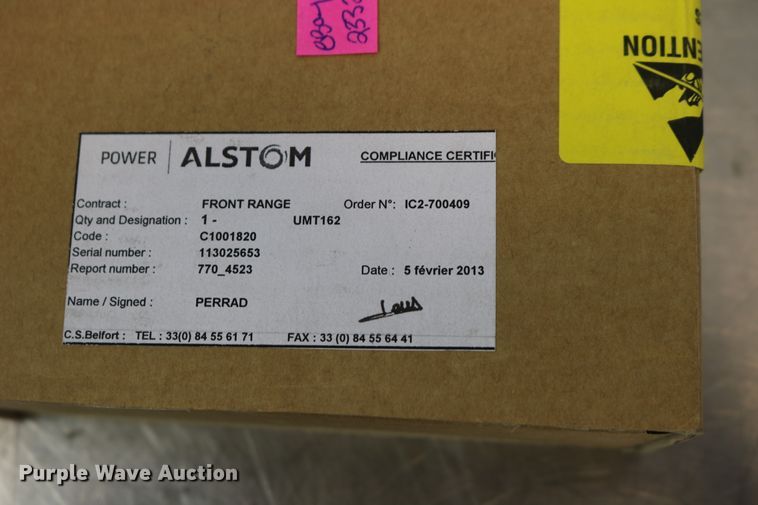 POWER | ALSTOM COMPLIANCE CERTIFI
Contract : FRONT RANGE Order N°: IC2-700409
Qty and Designation : 1 - UMT162
Code : C1001820
Serial number : 113025653
Report number : 770_4523 Date : 5 février 2013
Name / Signed : PERRAD
C.S.Belfort : TEL : 33(0) 84 55 61 71 FAX : 33 (0) 84 55 64 41
Purple Wave Auction